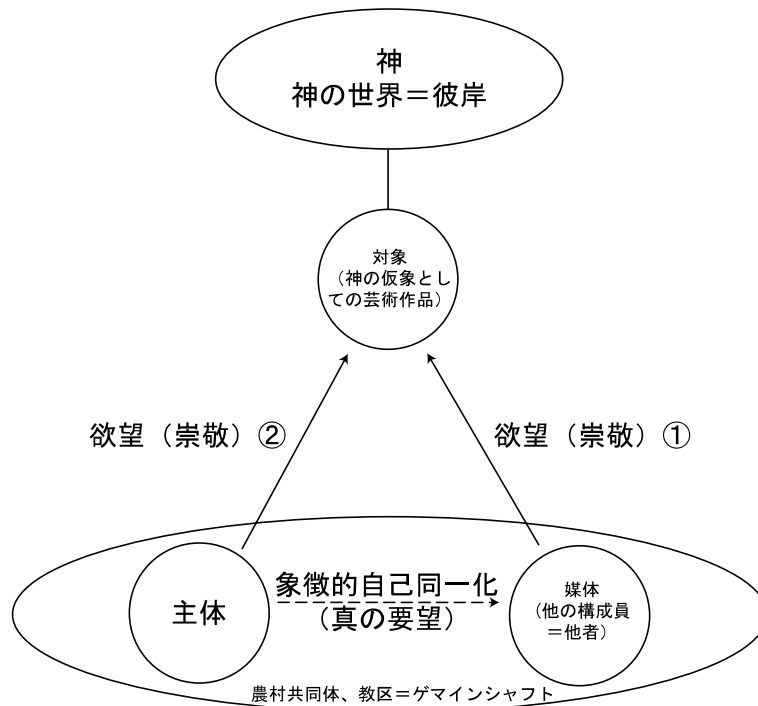 神
神の世界＝彼岸
対象
（神の仮象とし
ての芸術作品）
欲望（崇敬）②
欲望（崇敬）①
主体
象徴的自己同一化
（真の要望）
媒体
（他の構成員
＝他者）
農村共同体、教区＝ゲマインシャフト